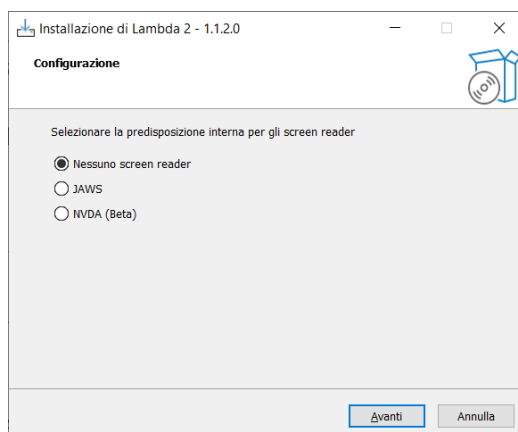 Installazione di Lambda 2 - 1.1.2.0
Configurazione
Selezionare la predisposizione interna per gli screen reader
Nessuno screen reader
JAWS
NVDA (Beta)
Avanti
Annulla